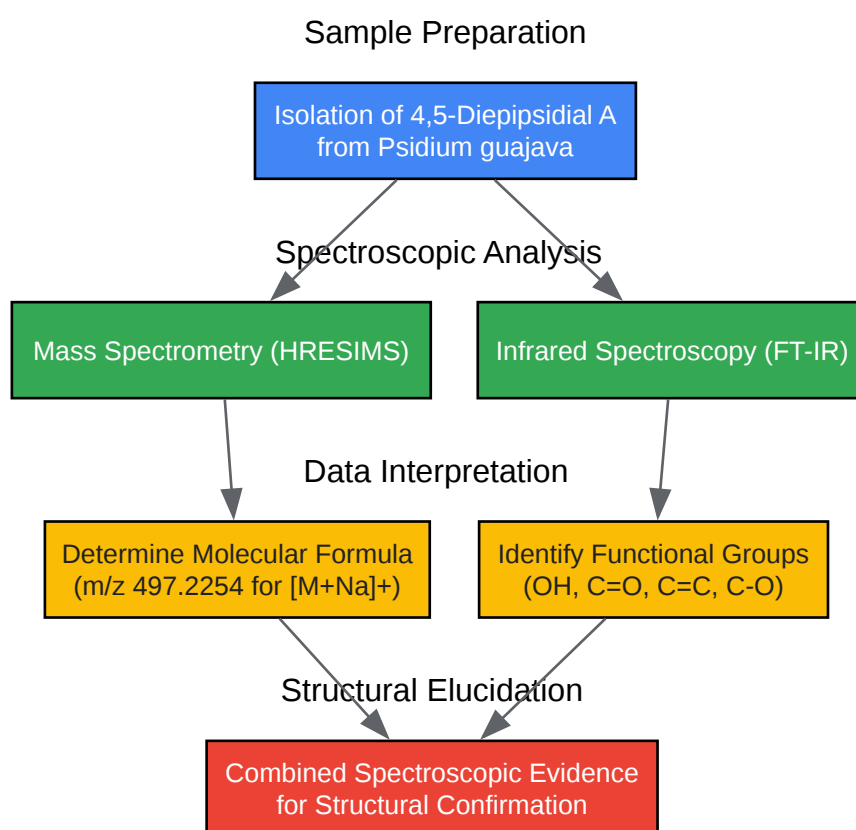 Sample Preparation
Isolation of 4,5-Diepipsidial A
from Psidium guajava
Spectroscopic Analysis
Mass Spectrometry (HRESIMS)
Infrared Spectroscopy (FT-IR)
Data Interpretation
Determine Molecular Formula
(m/z 497.2254 for [M+Na]+)
Identify Functional Groups
(OH, C=O, C=C, C-O)
Structural Elucidation
Combined Spectroscopic Evidence
for Structural Confirmation